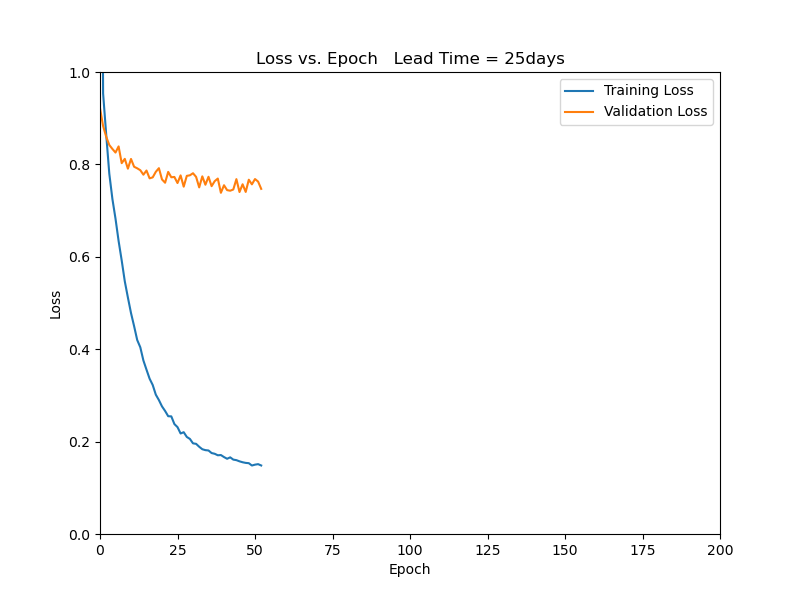 Loss vs. Epoch   Lead Time = 25days
Training Loss
Validation Loss
1.0
0.8
0.6
0.4
0.2
0.0
Loss
0 25 50 75 100 125 150 175 200
Epoch